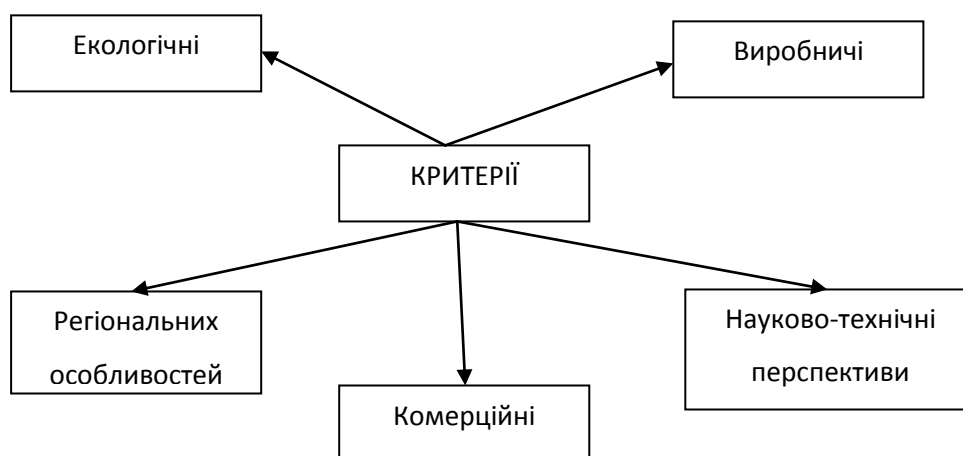 Екологічні
Виробничі
КРИТЕРІЇ
Регіональних
особливостей
Науково-технічні
перспективи
Комерційні